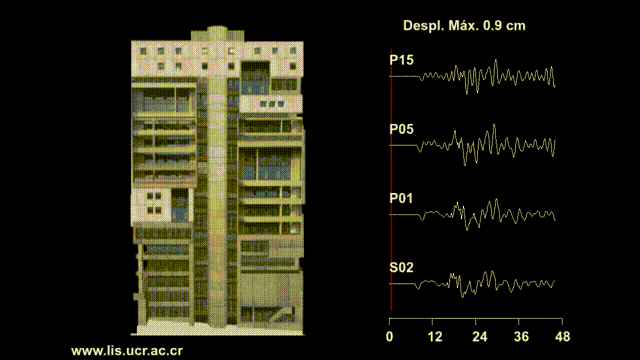 Despl. Máx. 0.9 cm
P15
P05
P01
S02
0 12 24 36 48
www.lis.ucr.ac.cr